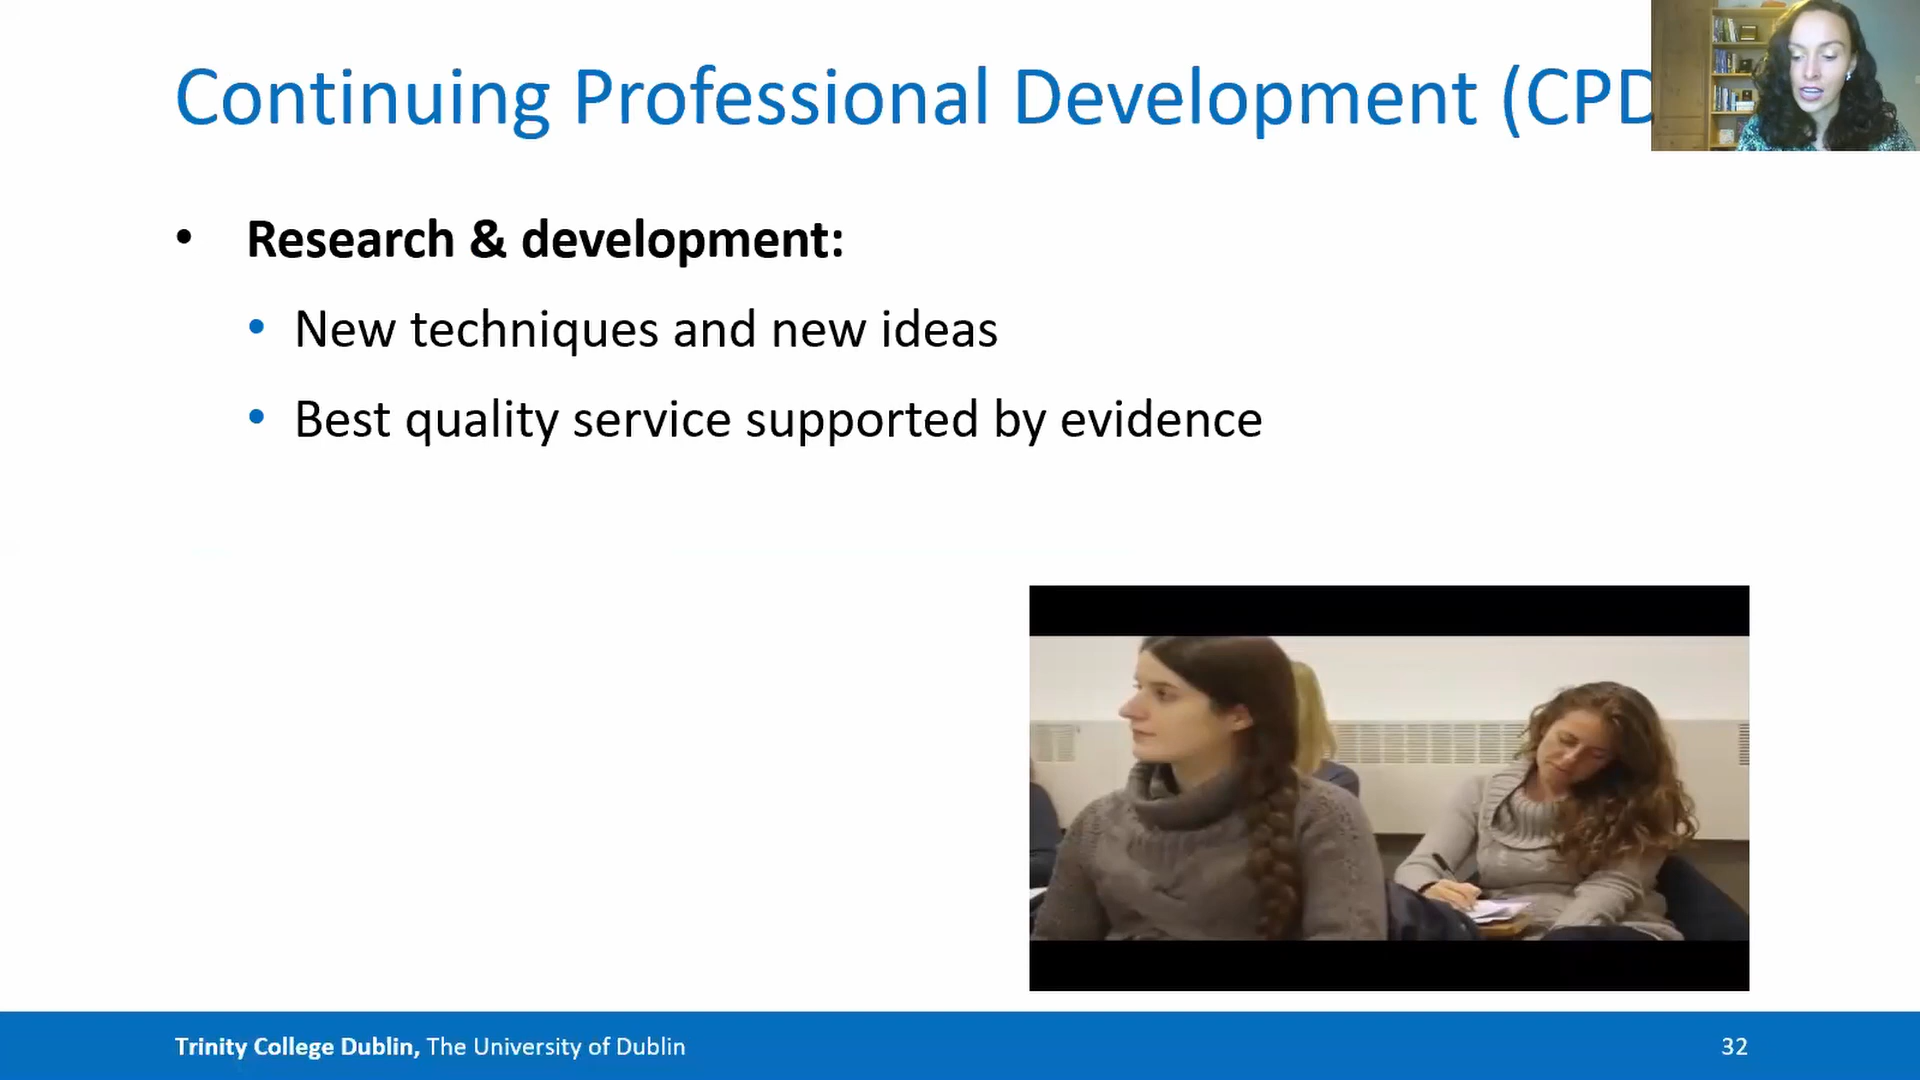 Continuing Professional Development (CPD
• Research & development:
• New techniques and new ideas
• Best quality service supported by evidence
Trinity College Dublin, The University of Dublin
32